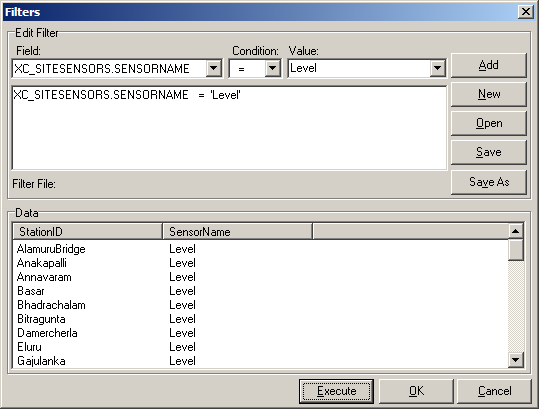 Filters
Edit Filter
Field: Condition: Value:
XC_SITESENSORS.SENSORNAME = Level
Add
XC_SITESENSORS.SENSORNAME = 'Level'
New
Open
Save
Filter File:
Save As
Data
StationID SensorName
AlamuruBridge Level
Anakapalli Level
Annavaram Level
Basar Level
Bhadrachalam Level
Bitragunta Level
Damercherla Level
Eluru Level
Gajulanka Level
Execute OK Cancel